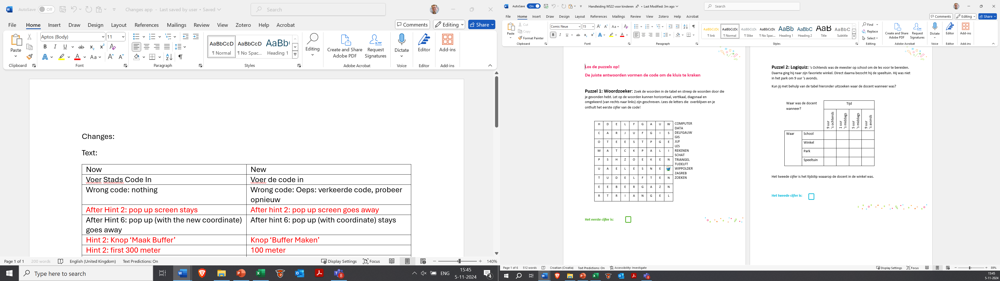 AutoSave Off Changes app - Last saved by user • Saved Search
File Home Insert Draw Design Layout References Mailings Review View Zotero Help Acrobat Comments Editing Share
Aptos (Body) 11
Paste B I U ab x₂ x² AaBbCcD AaBbCcD AaBb(
¶ Normal ¶ No Spac... Heading 1
Editing Create and Share Adobe PDF Request Signatures Dictate Editor Add-ins
Clipboard Font Paragraph Styles Adobe Acrobat Voice Editor Add-ins
Changes:
Text:
Now New
Voer Stads Code In Voer de code in
Wrong code: nothing Wrong code: Oeps: verkeerde code, probeer
opnieuw
After Hint 2: pop up screen stays After hint 2: pop up screen goes away
After Hint 6: pop up (with the new coordinate) After hint 6: pop up (with coordinate) stays
goes away
Hint 2: Knop ‘Maak Buffer’ Knop ‘Buffer Maken’
Hint 2: first 300 meter 100 meter
Page 1 of 1 200 words English (United Kingdom) Text Predictions: On Display Settings Focus 140%
Type here to search ENG 15:45
5-11-2024 4
AutoSave On Handleiding WS22 voor kinderen • Last Modified: 3m ago Search
File Home Insert Draw Design Layout References Mailings Review View Zotero Help Acrobat Comments Editing Share
Paste Cut Copy Format Painter Comic Neue 15
B I U ab x₂ x²
AaBbCcDc AaBbCcDc AaBbCcDc AaBbCcDc AaBb AaBbC AaB AaBbC
¶ link ¶ Normal ¶ Slike ¶ No Spac... Heading 1 Heading 2 Title Subtitle
Find Replace Select Create and Share Adobe PDF Request Signatures Dictate Editor Add-ins
Clipboard Font Paragraph Styles Editing Adobe Acrobat Voice Editor Add-ins
Los de puzzels op!
De juiste antwoorden vormen de code om de kluis te kraken
Puzzel 1: Woordzoeker: Zoek de woorden in de tabel en streep de woorden door die
je gevonden hebt. Let op de woorden kunnen horizontaal, vertikaal, diagonaal en
omgekeerd (van rechts naar links) zijn geschreven. Lees de letters die overblijven en je
onthult het eerste cijfer van de code!
H D E L F G A U W
C A R J U F G I S
O T E E S T P G E
M A T C K P A L I
P S H Z O E K E N
U A E L E S N E
T U D E L F T E N
E E B E R G A Z N
R T R I A N G E L
COMPUTER
DATA
DELFGAUW
GIS
JUF
LES
REKENEN
SCHAT
TRIANGEL
TUDELFT
WIPPOLDER
ZAGREB
ZOEKEN
Het eerste cijfer is:
Puzzel 2: Logiquiz: 's Ochtends was de meester op school om de les voor te bereiden.
Daarna ging hij naar zijn favoriete winkel. Direct daarna bezocht hij de speeltuin. Hij was niet
in het park om 9 uur 's avonds.
Kun jij met behulp van de tabel hieronder uitzoeken waar de docent wanneer was?
Waar was de docent
wanneer?
Tijd
9 uur 's ochtends
1 uur 's middags
5 uur 's middags
9 uur 's avonds
Waar School
Winkel
Park
Speeltuin
Het tweede cijfer is het tijdstip waaarop de docent in de winkel was.
Het tweede cijfer is:
Page 1 of 6 512 words Croatian (Croatia) Text Predictions: On Accessibility: Investigate Display Settings Focus 89%
15:45
5-11-2024